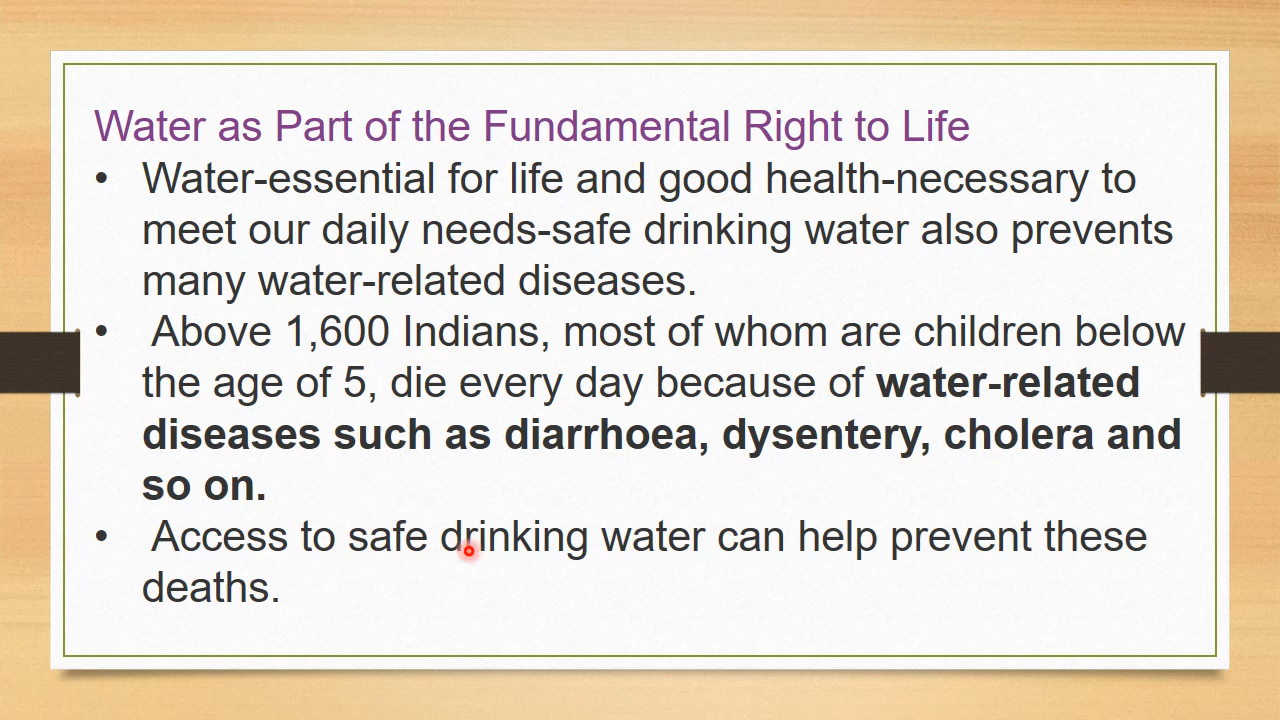 Water as Part of the Fundamental Right to Life
• Water-essential for life and good health-necessary to
meet our daily needs-safe drinking water also prevents
many water-related diseases.
• Above 1,600 Indians, most of whom are children below
the age of 5, die every day because of water-related
diseases such as diarrhoea, dysentery, cholera and
so on.
• Access to safe drinking water can help prevent these
deaths.